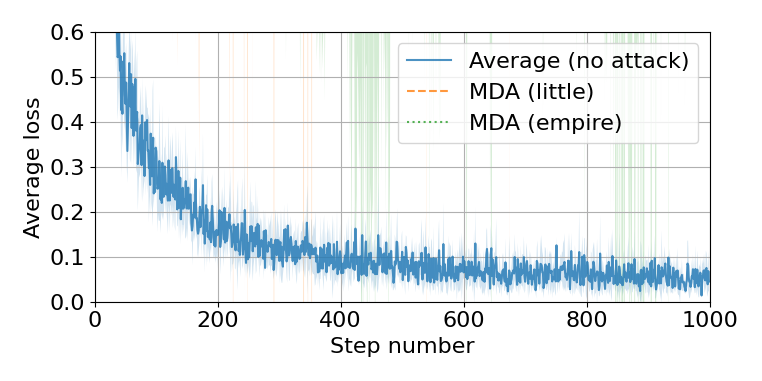 0.6
0.5
0.4
0.3
0.2
0.1
0.0
Average loss
0 200 400 600 800 1000
Step number
Average (no attack)
MDA (little)
MDA (empire)